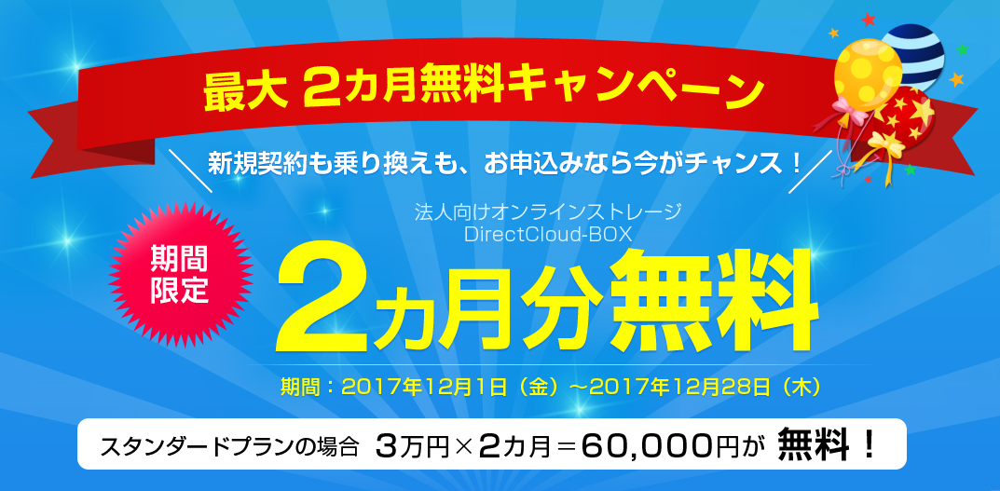 最大 2カ月無料キャンペーン
新規契約も乗り換えも、お申込みなら今がチャンス！
法人向けオンラインストレージ
DirectCloud-BOX
期間
限定
2カ月分無料
期間：2017年12月1日（金）～2017年12月28日（木）
スタンダードプランの場合 3万円×2カ月＝60,000円が 無料！